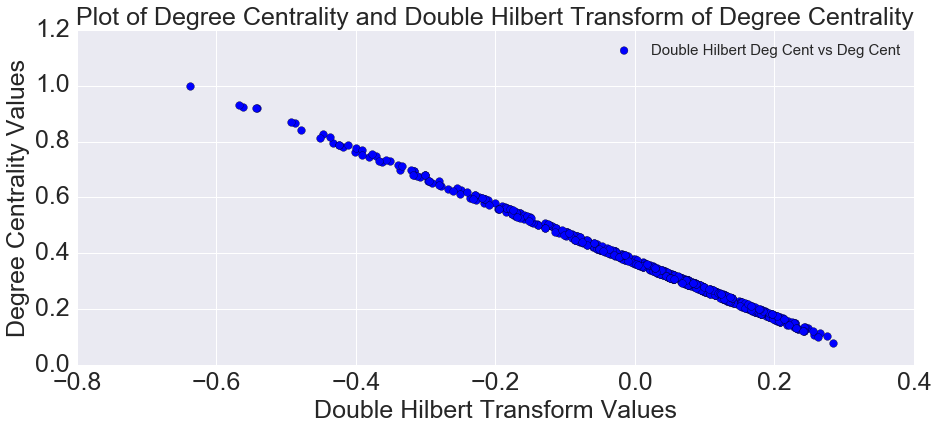 Plot of Degree Centrality and Double Hilbert Transform of Degree Centrality
Double Hilbert Deg Cent vs Deg Cent
Degree Centrality Values
1.2
1.0
0.8
0.6
0.4
0.2
0.0
−0.8 −0.6 −0.4 −0.2 0.0 0.2 0.4
Double Hilbert Transform Values